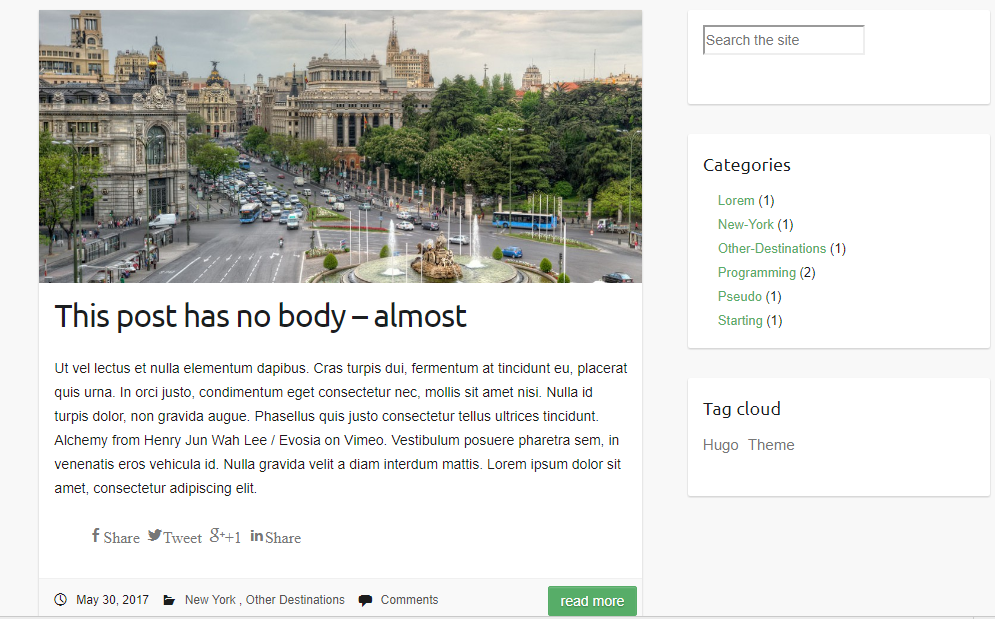 This post has no body – almost
Ut vel lectus et nulla elementum dapibus. Cras turpis dui, fermentum at tincidunt eu, placerat
quis urna. In orci justo, condimentum eget consectetur nec, mollis sit amet nisi. Nulla id
turpis dolor, non gravida augue. Phasellus quis justo consectetur tellus ultrices tincidunt.
Alchemy from Henry Jun Wah Lee / Evosia on Vimeo. Vestibulum posuere pharetra sem, in
venenatis eros vehicula id. Nulla gravida velit a diam interdum mattis. Lorem ipsum dolor sit
amet, consectetur adipiscing elit.
Share Tweet +1 Share
May 30, 2017 New York , Other Destinations Comments read more
Search the site
Categories
Lorem (1)
New-York (1)
Other-Destinations (1)
Programming (2)
Pseudo (1)
Starting (1)
Tag cloud
Hugo Theme